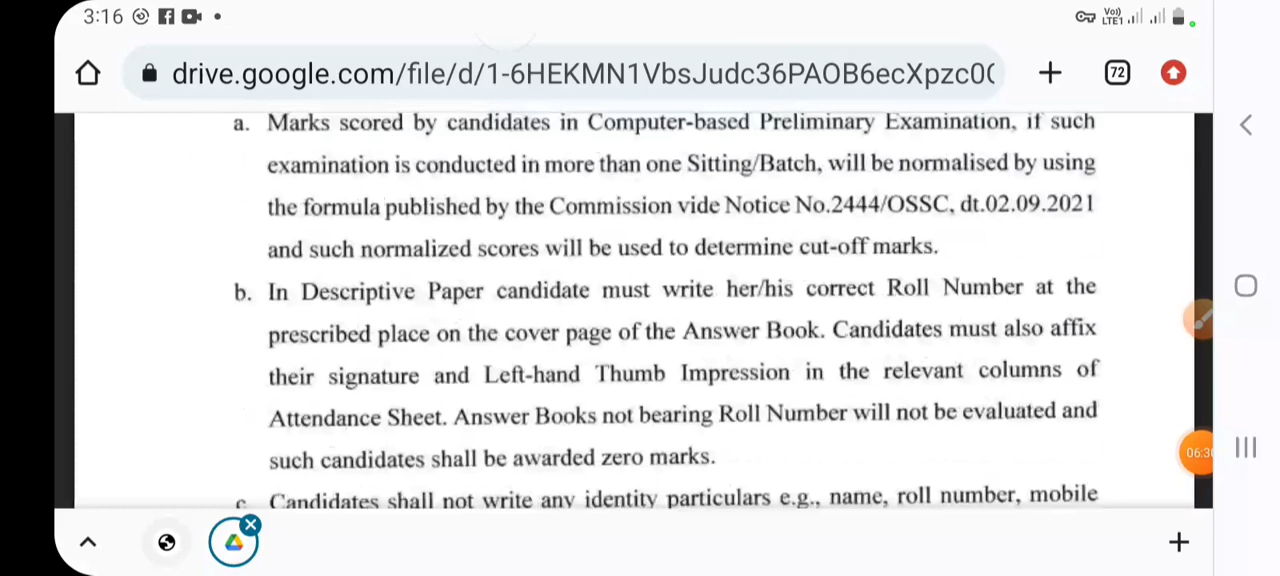 3:16
Vo)) LTE1
drive.google.com/file/d/1-6HEKMN1VbsJudc36PAOB6ecXpzc0(
72
a. Marks scored by candidates in Computer-based Preliminary Examination, if such
examination is conducted in more than one Sitting/Batch, will be normalised by using
the formula published by the Commission vide Notice No.2444/OSSC, dt.02.09.2021
and such normalized scores will be used to determine cut-off marks.
b. In Descriptive Paper candidate must write her/his correct Roll Number at the
prescribed place on the cover page of the Answer Book. Candidates must also affix
their signature and Left-hand Thumb Impression in the relevant columns of
Attendance Sheet. Answer Books not bearing Roll Number will not be evaluated and
06:30
such candidates shall be awarded zero marks.
c Candidates shall not write any identity particulars e.g., name, roll number, mobile